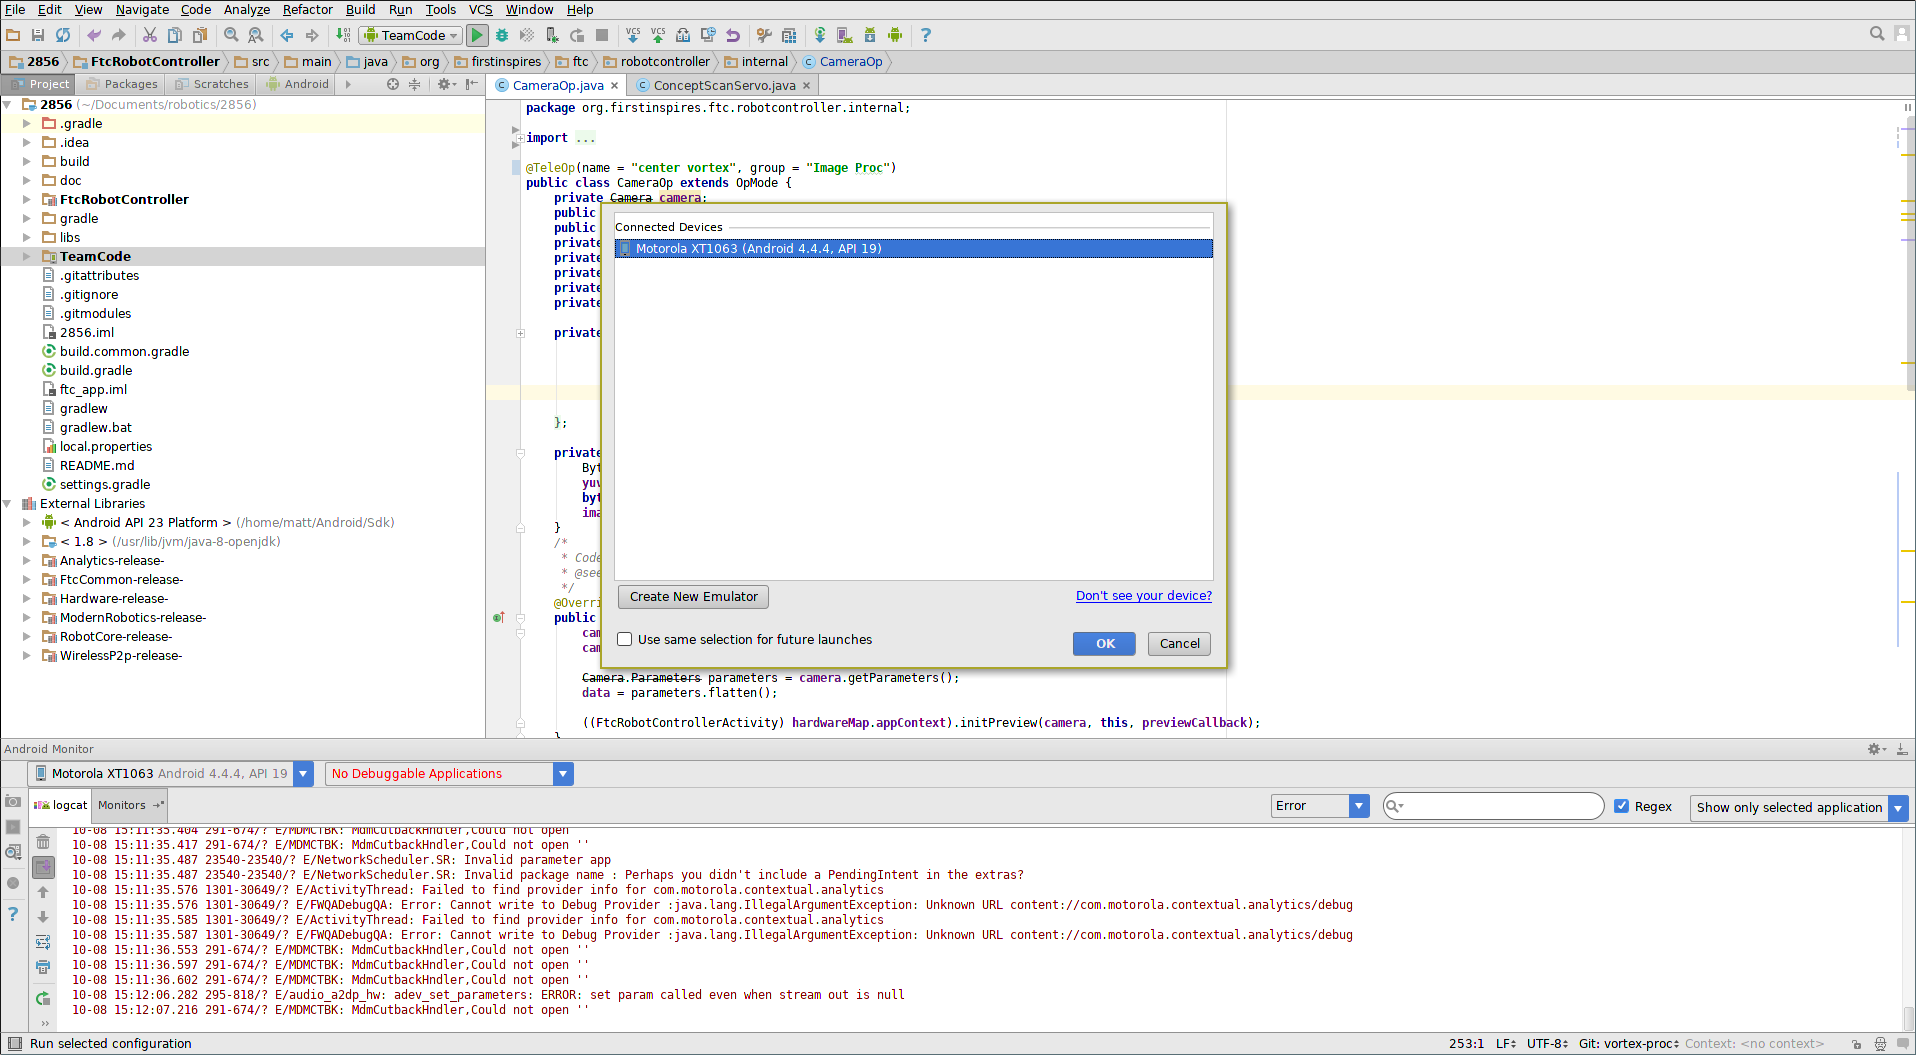 File Edit View Navigate Code Analyze Refactor Build Run Tools VCS Window Help
TeamCode
2856 FtcRobotController src main java org firstinspires ftc robotcontroller internal CameraOp
Project Packages Scratches Android
CameraOp.java ConceptScanServo.java
2856 (~/Documents/robotics/2856)
.gradle
.idea
build
doc
FtcRobotController
gradle
libs
TeamCode
.gitattributes
.gitignore
.gitmodules
2856.iml
build.common.gradle
build.gradle
ftc_app.iml
gradlew
gradlew.bat
local.properties
README.md
settings.gradle
External Libraries
< Android API 23 Platform > (/home/matt/Android/Sdk)
< 1.8 > (/usr/lib/jvm/java-8-openjdk)
Analytics-release-
FtcCommon-release-
Hardware-release-
ModernRobotics-release-
RobotCore-release-
WirelessP2p-release-
package org.firstinspires.ftc.robotcontroller.internal;
import ...
@TeleOp(name = "center vortex", group = "Image Proc")
public class CameraOp extends OpMode {
private Camera camera;
public
public
private
private
private
private
private
private
};
private
Byt
yuv
byt
ima
}
/*
* Code
* @see
*/
@Overri
public
cam
cam
Camera.Parameters parameters = camera.getParameters();
data = parameters.flatten();
((FtcRobotControllerActivity) hardwareMap.appContext).initPreview(camera, this, previewCallback);
}
Connected Devices
Motorola XT1063 (Android 4.4.4, API 19)
Create New Emulator
Don't see your device?
Use same selection for future launches
OK
Cancel
Android Monitor
Motorola XT1063 Android 4.4.4, API 19
No Debuggable Applications
logcat Monitors
Error
Regex
Show only selected application
10-08 15:11:35.404 291-674/? E/MDMCTBK: MdmCutbackHndler,Could not open ''
10-08 15:11:35.417 291-674/? E/MDMCTBK: MdmCutbackHndler,Could not open ''
10-08 15:11:35.487 23540-23540/? E/NetworkScheduler.SR: Invalid parameter app
10-08 15:11:35.487 23540-23540/? E/NetworkScheduler.SR: Invalid package name : Perhaps you didn't include a PendingIntent in the extras?
10-08 15:11:35.576 1301-30649/? E/ActivityThread: Failed to find provider info for com.motorola.contextual.analytics
10-08 15:11:35.576 1301-30649/? E/FWQADebugQA: Error: Cannot write to Debug Provider :java.lang.IllegalArgumentException: Unknown URL content://com.motorola.contextual.analytics/debug
10-08 15:11:35.585 1301-30649/? E/ActivityThread: Failed to find provider info for com.motorola.contextual.analytics
10-08 15:11:35.587 1301-30649/? E/FWQADebugQA: Error: Cannot write to Debug Provider :java.lang.IllegalArgumentException: Unknown URL content://com.motorola.contextual.analytics/debug
10-08 15:11:36.553 291-674/? E/MDMCTBK: MdmCutbackHndler,Could not open ''
10-08 15:11:36.597 291-674/? E/MDMCTBK: MdmCutbackHndler,Could not open ''
10-08 15:11:36.602 291-674/? E/MDMCTBK: MdmCutbackHndler,Could not open ''
10-08 15:12:06.282 295-818/? E/audio_a2dp_hw: adev_set_parameters: ERROR: set param called even when stream out is null
10-08 15:12:07.216 291-674/? E/MDMCTBK: MdmCutbackHndler,Could not open ''
Run selected configuration
253:1 LF UTF-8 Git: vortex-proc Context: <no context>